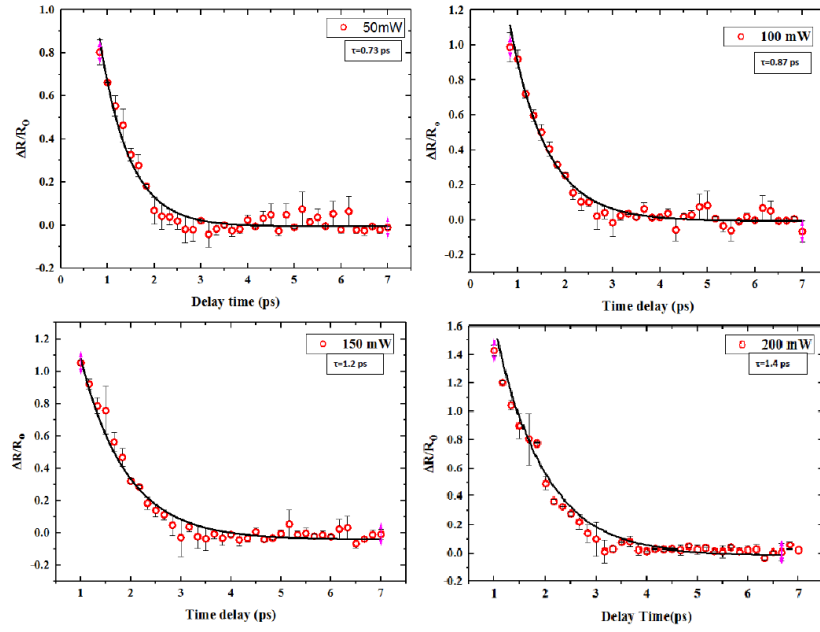 50mW
τ=0.73 ps
ΔR/R_O
1.0
0.8
0.6
0.4
0.2
0.0
-0.2
0 1 2 3 4 5 6 7
Delay time (ps)
100 mW
τ=0.87 ps
ΔR/R_o
1.2
1.0
0.8
0.6
0.4
0.2
0.0
-0.2
0 1 2 3 4 5 6 7
Time delay (ps)
150 mW
τ=1.2 ps
ΔR/R_o
1.2
1.0
0.8
0.6
0.4
0.2
0.0
-0.2
1 2 3 4 5 6 7
Time delay (ps)
200 mW
τ=1.4 ps
ΔR/R_O
1.6
1.4
1.2
1.0
0.8
0.6
0.4
0.2
0.0
-0.2
1 2 3 4 5 6 7
Delay Time(ps)